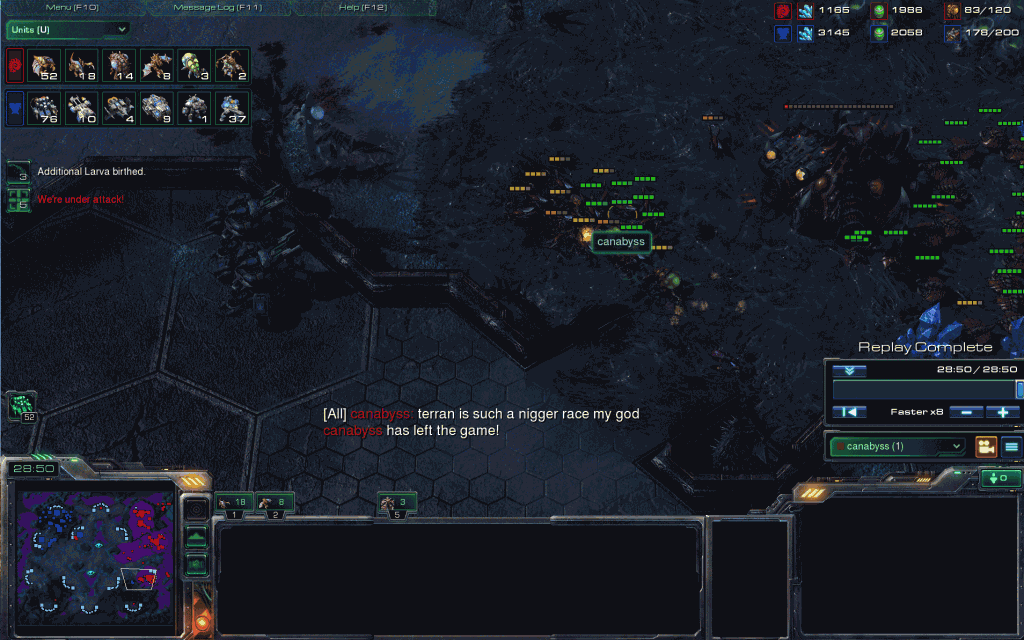 Menu (F10) Message Log (F11) Help (F12)
1165 1986 83/120
Units (U)
3145 2058 178/200
52 18 14 8 3 2
76 10 4 9 1 37
3 Additional Larva birthed.
5 We're under attack!
canabyss
Replay Complete
28:50/28:50
Faster x8
[All] canabyss: terran is such a nigger race my god
canabyss has left the game!
52
canabyss (1)
28:50
0
18 8 3
1 2 5